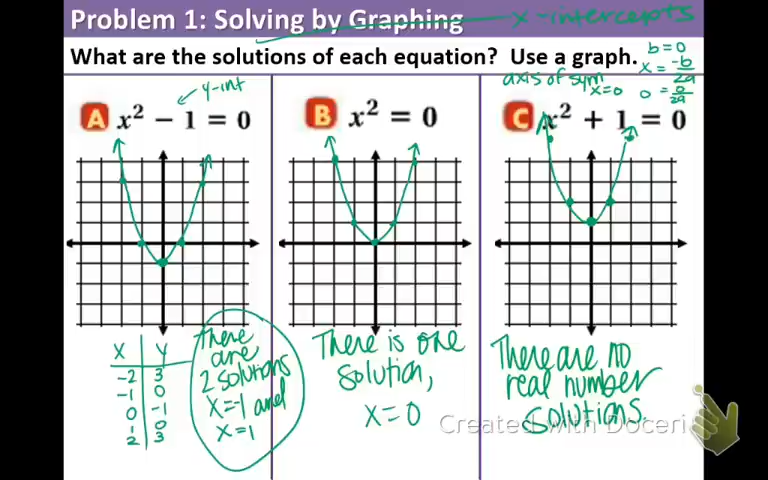 Problem 1: Solving by Graphing x-intercepts
What are the solutions of each equation? Use a graph.
b=0
x = -b/2a
0 = 0/2a
axis of sym
x=0
y-int
A x² − 1 = 0
B x² = 0
C x² + 1 = 0
X Y
-2 3
-1 0
0 -1
1 0
2 3
there
are
2 solutions
x=-1 and
x=1
There is one
solution,
x=0
There are no
real number
solutions.
Created with Doceri